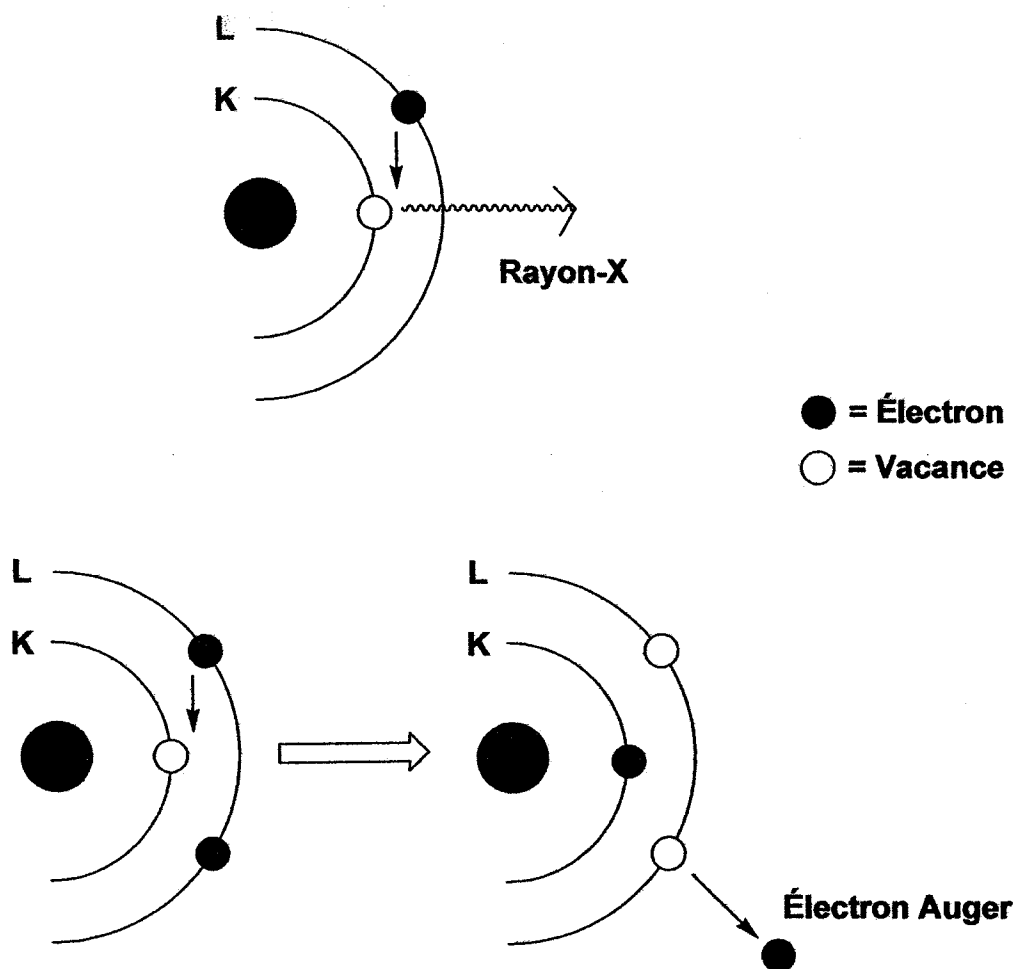 L
K
Rayon-X
= Électron
= Vacance
L
K
L
K
Électron Auger